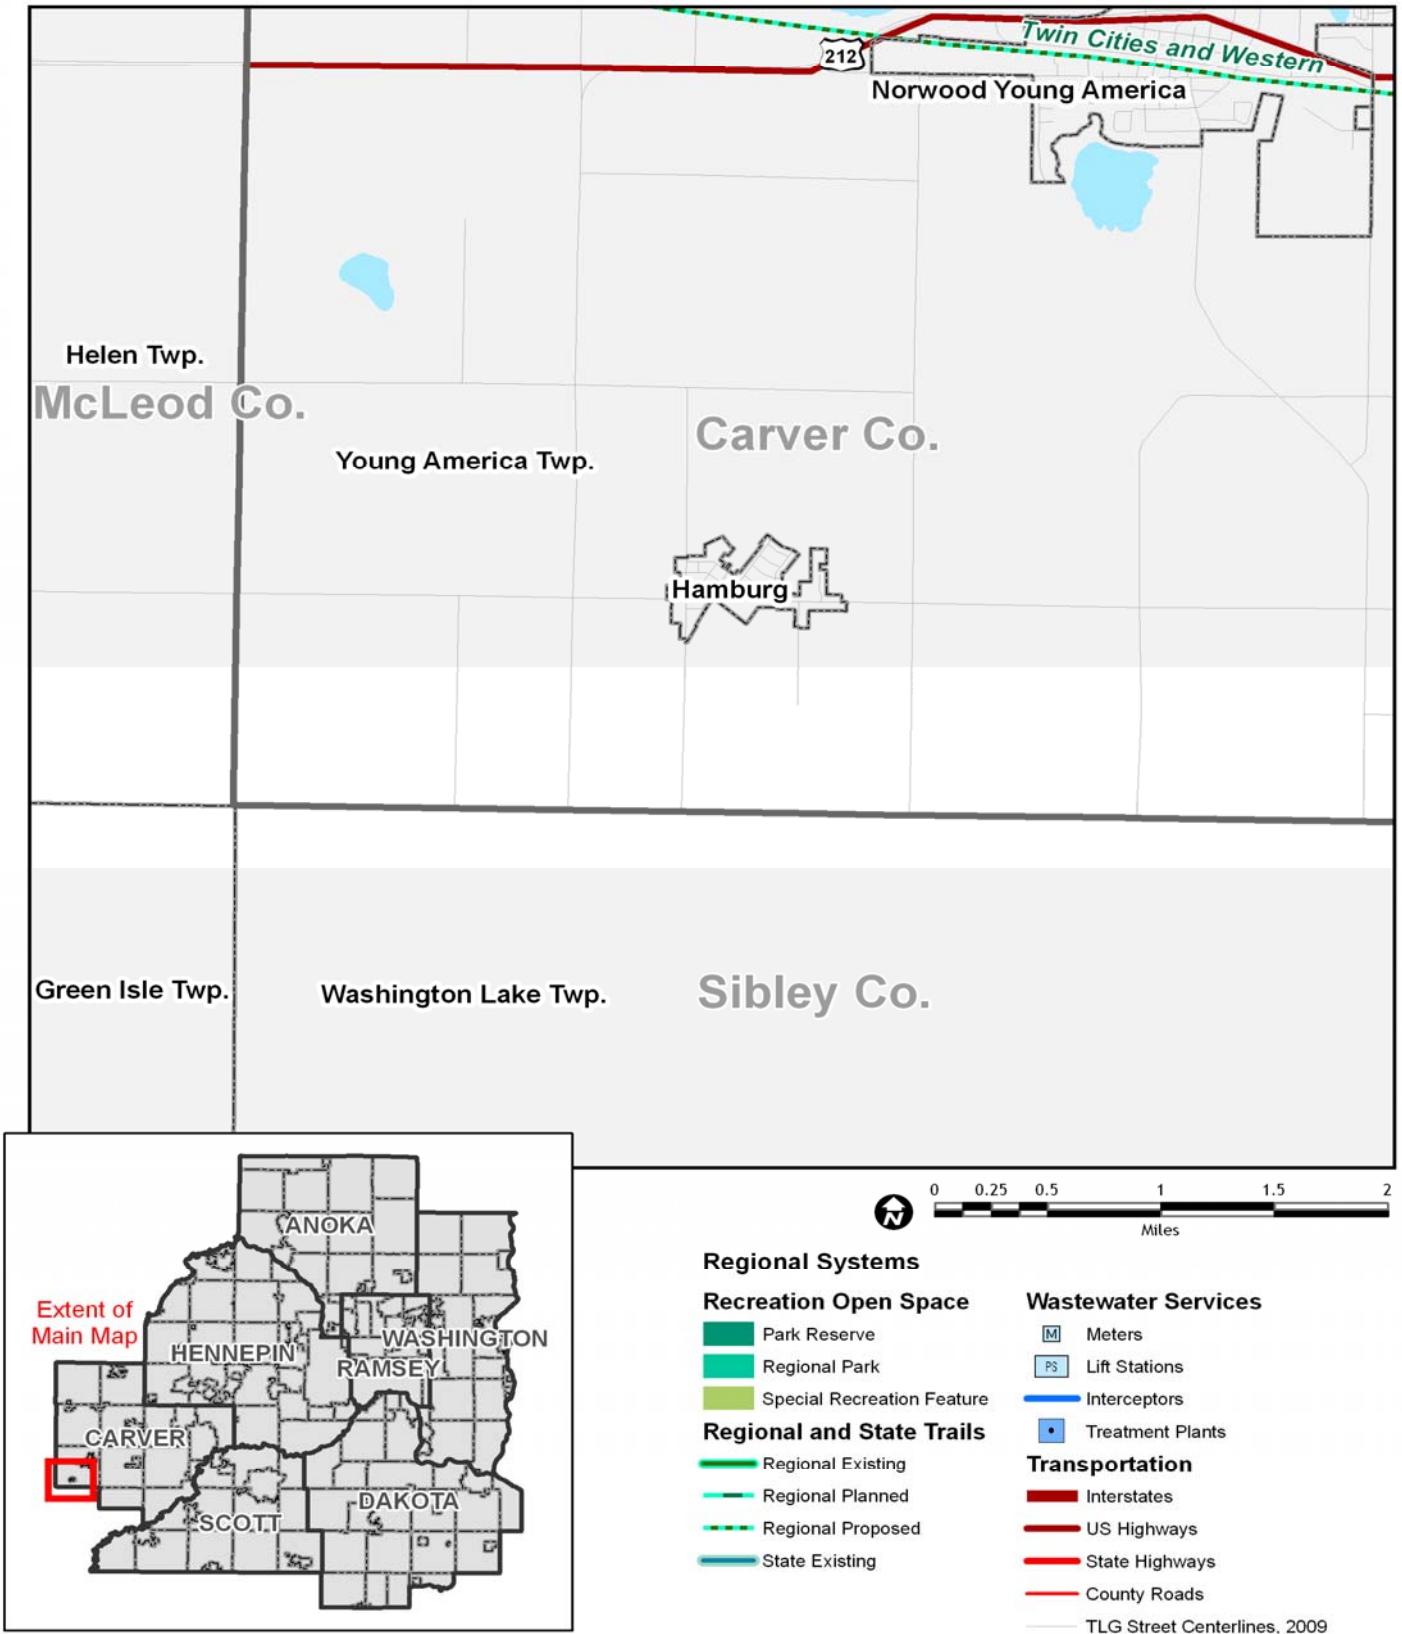 Twin Cities and Western
212
Norwood Young America
Helen Twp.
McLeod Co.
Carver Co.
Young America Twp.
Hamburg
Green Isle Twp.
Washington Lake Twp.
Sibley Co.
ANOKA
Extent of
Main Map
HENNEPIN
WASHINGTON
RAMSEY
CARVER
DAKOTA
SCOTT
N
0 0.25 0.5 1 1.5 2
Miles
Regional Systems
Recreation Open Space
Park Reserve
Regional Park
Special Recreation Feature
Regional and State Trails
Regional Existing
Regional Planned
Regional Proposed
State Existing
Wastewater Services
M Meters
PS Lift Stations
Interceptors
Treatment Plants
Transportation
Interstates
US Highways
State Highways
County Roads
TLG Street Centerlines, 2009